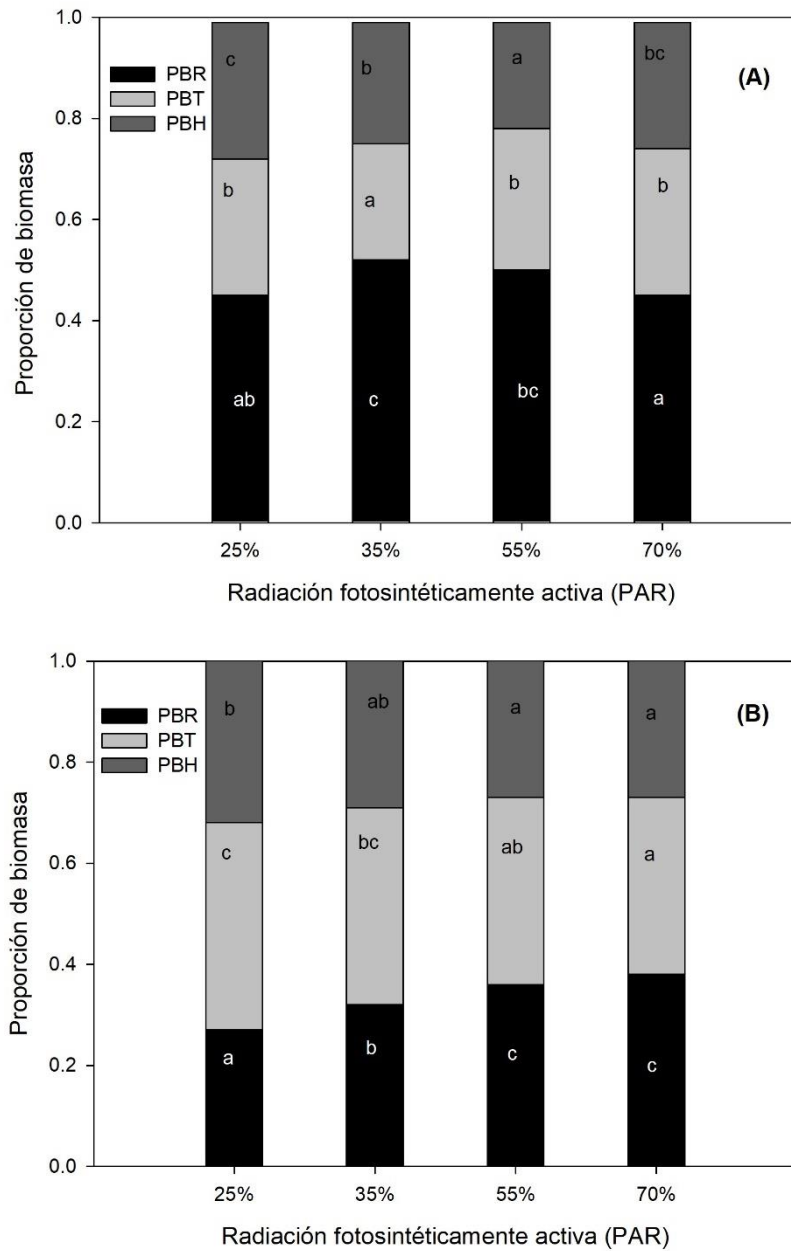 1.0
0.8
0.6
0.4
0.2
0.0
Proporción de biomasa
PBR
PBT
PBH
(A)
c b a bc
b a b b
ab c bc a
25% 35% 55% 70%
Radiación fotosintéticamente activa (PAR)
1.0
0.8
0.6
0.4
0.2
0.0
Proporción de biomasa
PBR
PBT
PBH
(B)
b ab a a
c bc ab a
a b c c
25% 35% 55% 70%
Radiación fotosintéticamente activa (PAR)